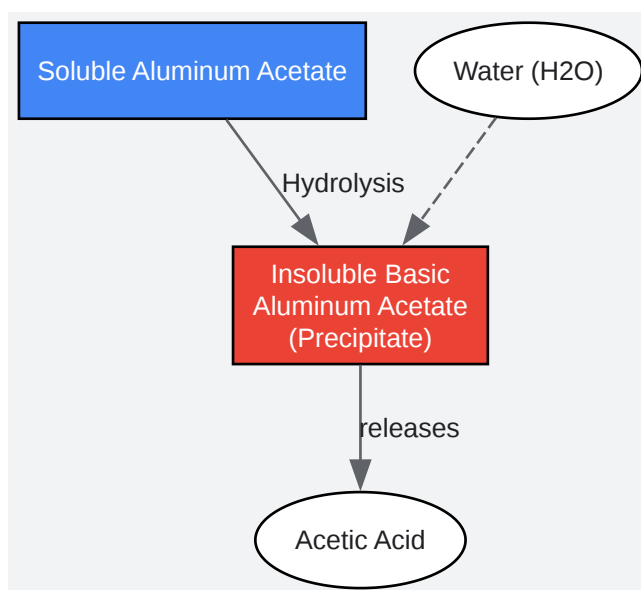 Soluble Aluminum Acetate
Water (H2O)
Hydrolysis
Insoluble Basic
Aluminum Acetate
(Precipitate)
releases
Acetic Acid